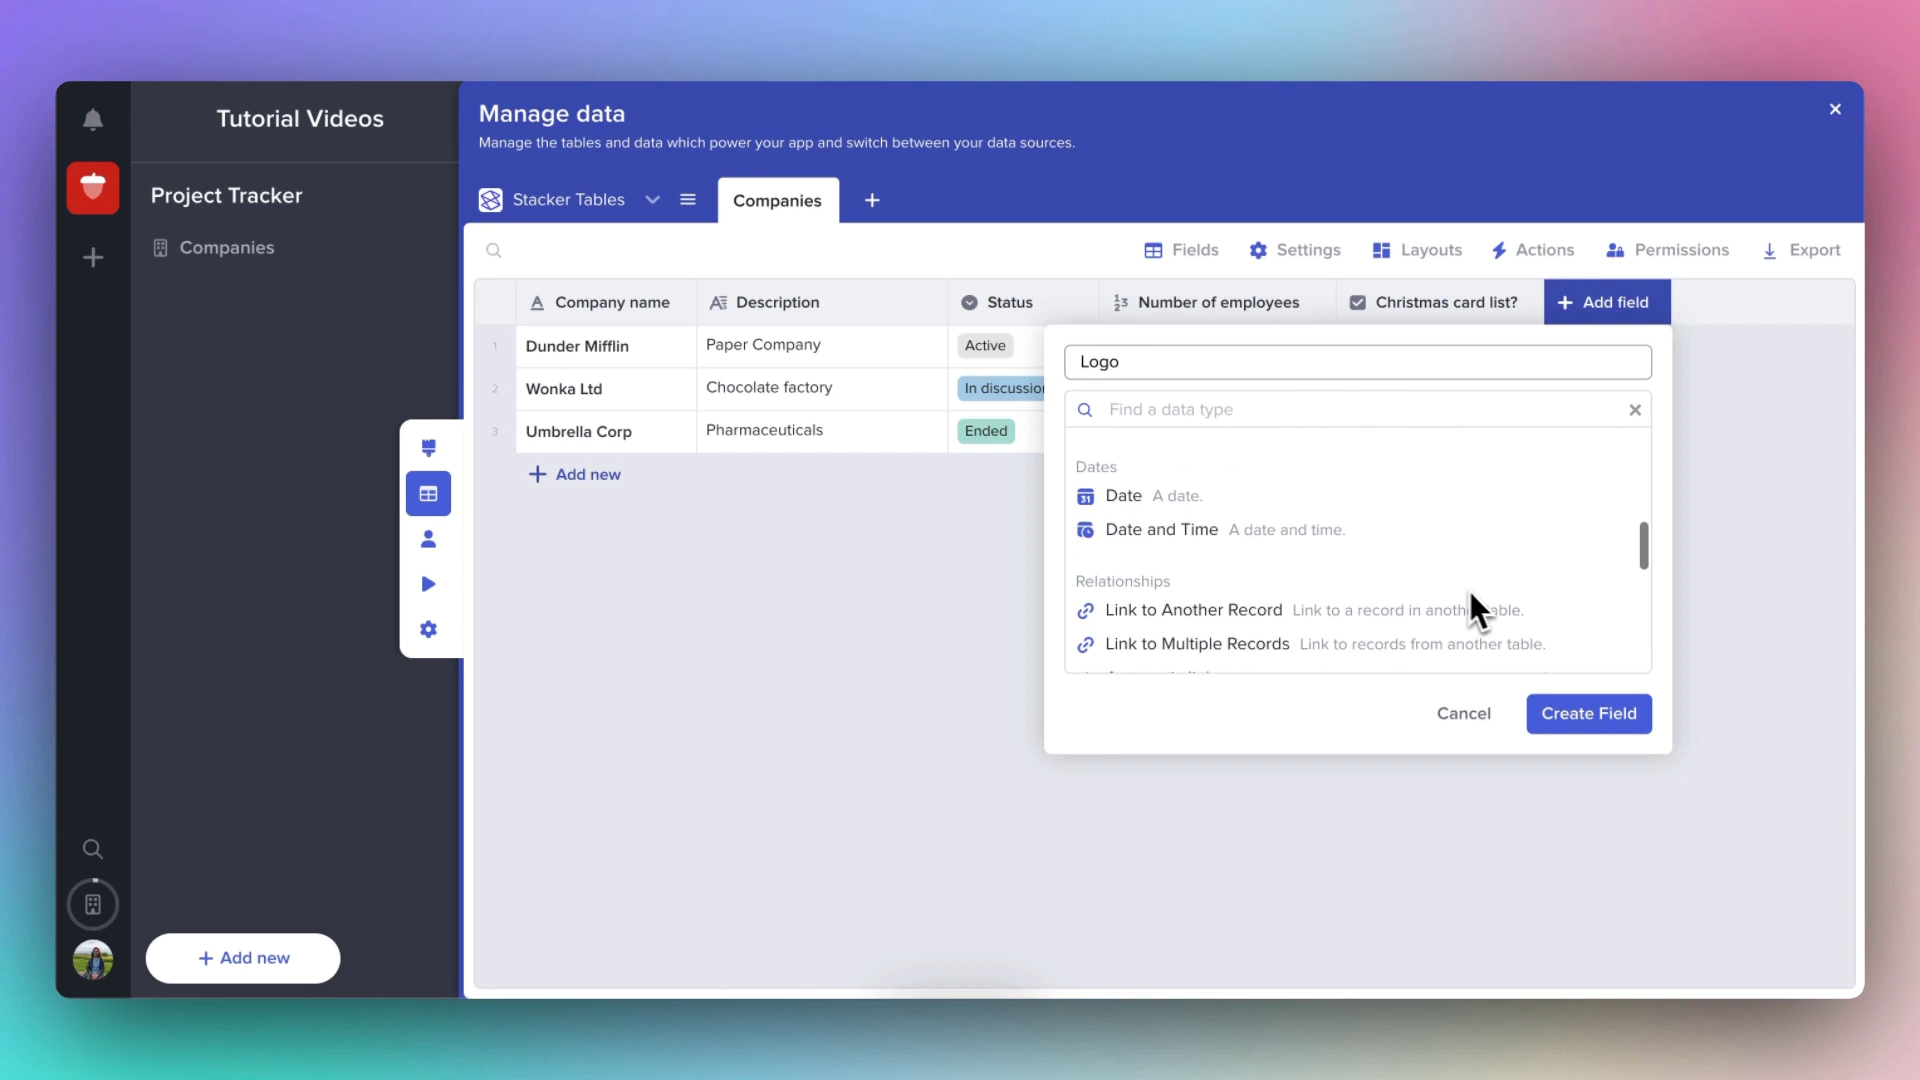 Tutorial Videos
Project Tracker
Companies
+ Add new
Manage data
Manage the tables and data which power your app and switch between your data sources.
Stacker Tables
Companies
Fields
Settings
Layouts
Actions
Permissions
Export
Company name
Description
Status
Number of employees
Christmas card list?
+ Add field
1 Dunder Mifflin Paper Company Active
2 Wonka Ltd Chocolate factory In discussion
3 Umbrella Corp Pharmaceuticals Ended
+ Add new
Logo
Find a data type
Dates
31 Date A date.
Date and Time A date and time.
Relationships
Link to Another Record Link to a record in another table.
Link to Multiple Records Link to records from another table.
Cancel
Create Field